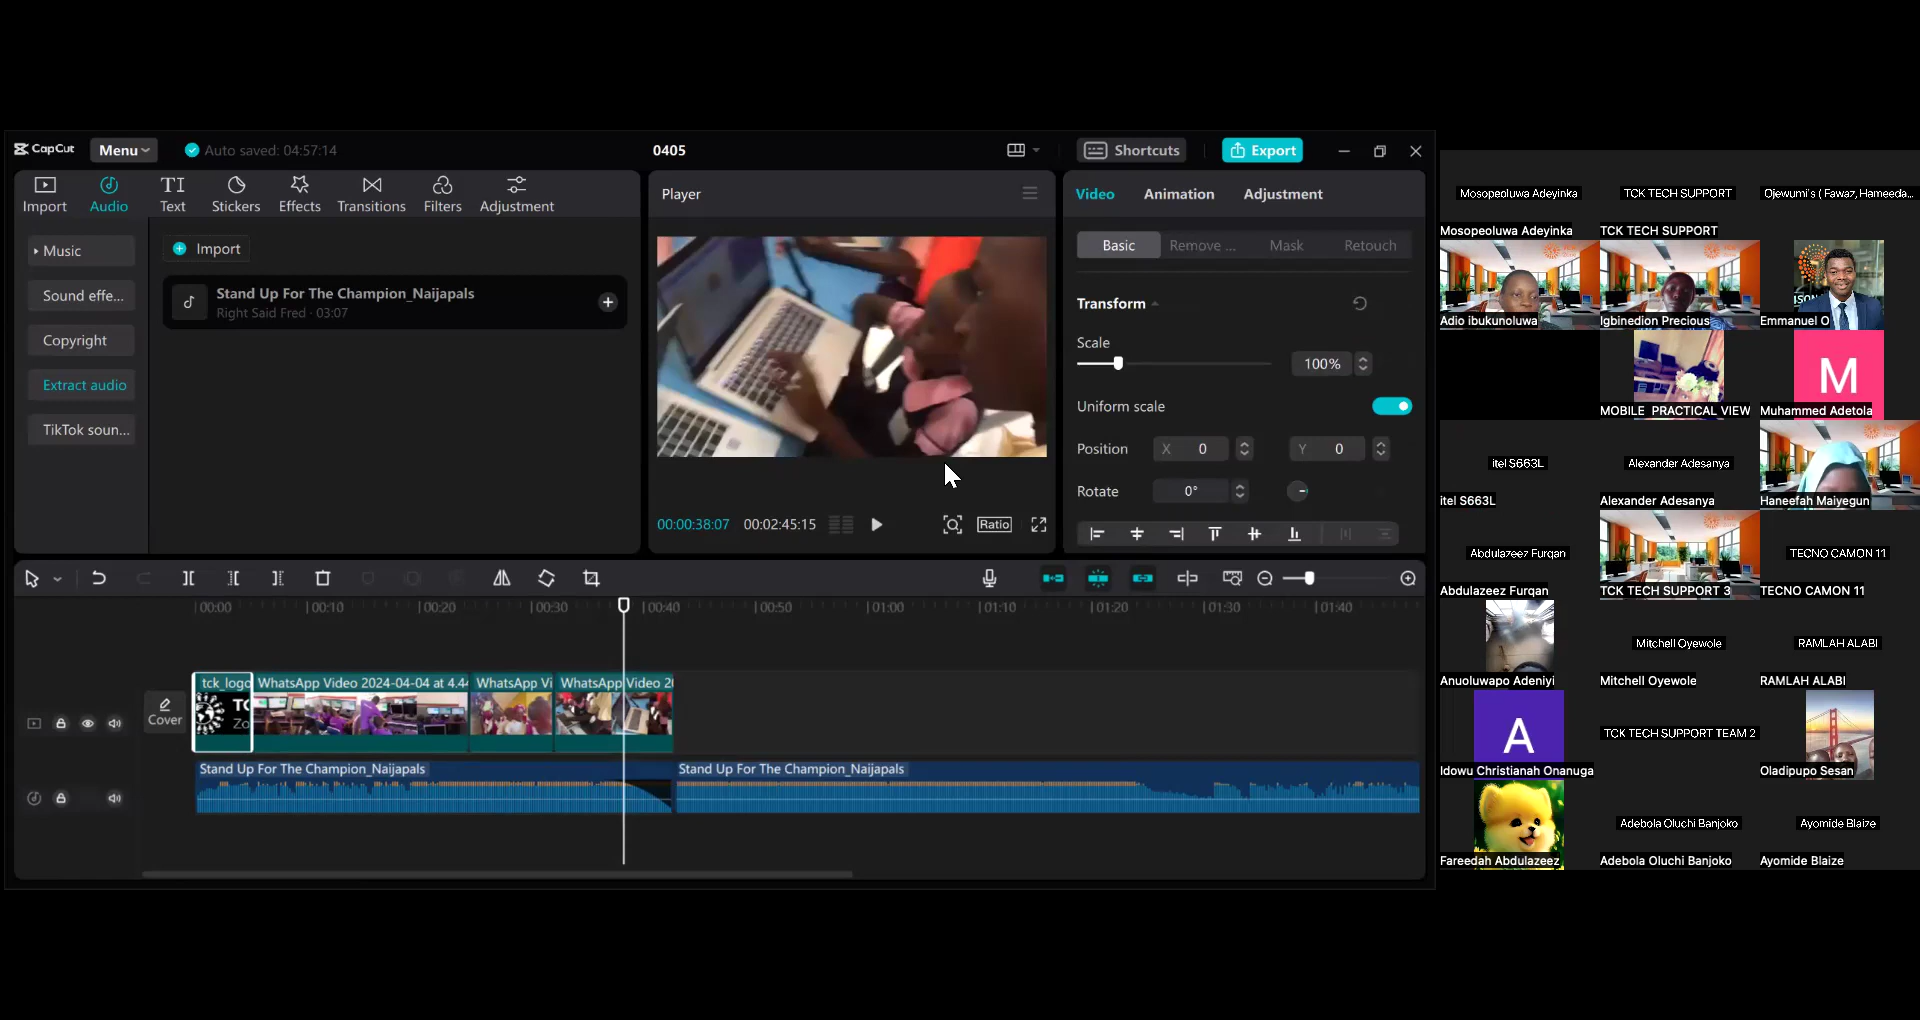 CapCut
Menu
Auto saved: 04:57:14
0405
Shortcuts
Export
Import
Audio
Text
Stickers
Effects
Transitions
Filters
Adjustment
Music
Sound effe...
Copyright
Extract audio
TikTok soun...
Import
Stand Up For The Champion_Naijapals
Right Said Fred · 03:07
Player
00:00:38:07
00:02:45:15
Ratio
Video
Animation
Adjustment
Basic
Remove ...
Mask
Retouch
Transform
Scale
100%
Uniform scale
Position
X 0
Y 0
Rotate
0°
00:00
00:10
00:20
00:30
00:40
00:50
01:00
01:10
01:20
01:30
01:40
Cover
tck_logo
WhatsApp Video 2024-04-04 at 4.44
WhatsApp Vi
WhatsApp Video 20
Stand Up For The Champion_Naijapals
Stand Up For The Champion_Naijapals
Mosopeoluwa Adeyinka
TCK TECH SUPPORT
Ojewumi's ( Fawaz, Hameeda...
Mosopeoluwa Adeyinka
TCK TECH SUPPORT
Adio ibukunoluwa
Igbinedion Precious
Emmanuel O
MOBILE PRACTICAL VIEW
M
Muhammed Adetola
itel S663L
Alexander Adesanya
itel S663L
Alexander Adesanya
Haneefah Maiyegun
Abdulazeez Furqan
TECNO CAMON 11
Abdulazeez Furqan
TCK TECH SUPPORT 3
TECNO CAMON 11
Mitchell Oyewole
RAMLAH ALABI
Anuoluwapo Adeniyi
Mitchell Oyewole
RAMLAH ALABI
A
TCK TECH SUPPORT TEAM 2
Idowu Christianah Onanuga
Oladipupo Sesan
Adebola Oluchi Banjoko
Ayomide Blaize
Fareedah Abdulazeez
Adebola Oluchi Banjoko
Ayomide Blaize